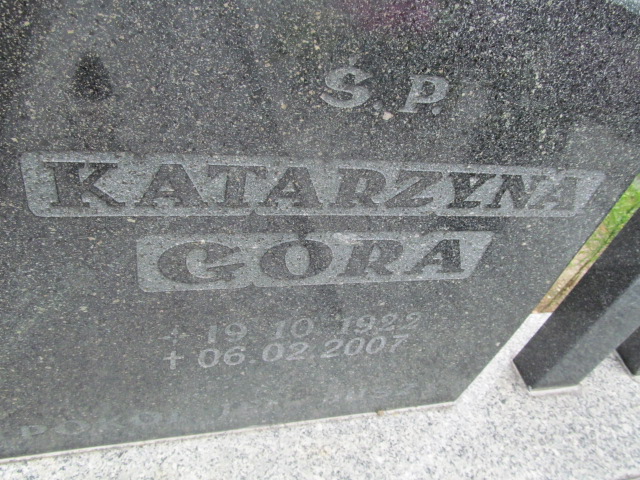 Ś.P.
KATARZYNA
GÓRA
19.10.1922
+ 06.02.2007